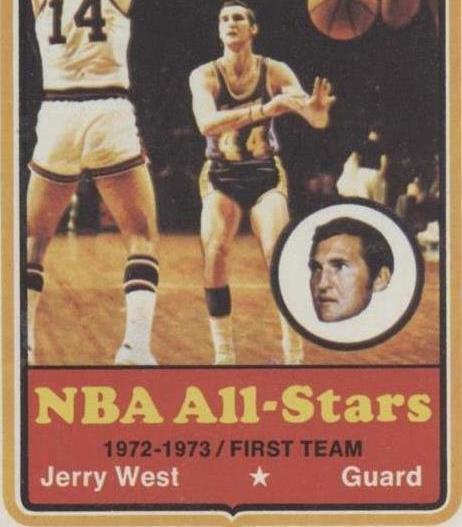 14
44
NBA All-Stars
1972-1973 / FIRST TEAM
Jerry West ★ Guard